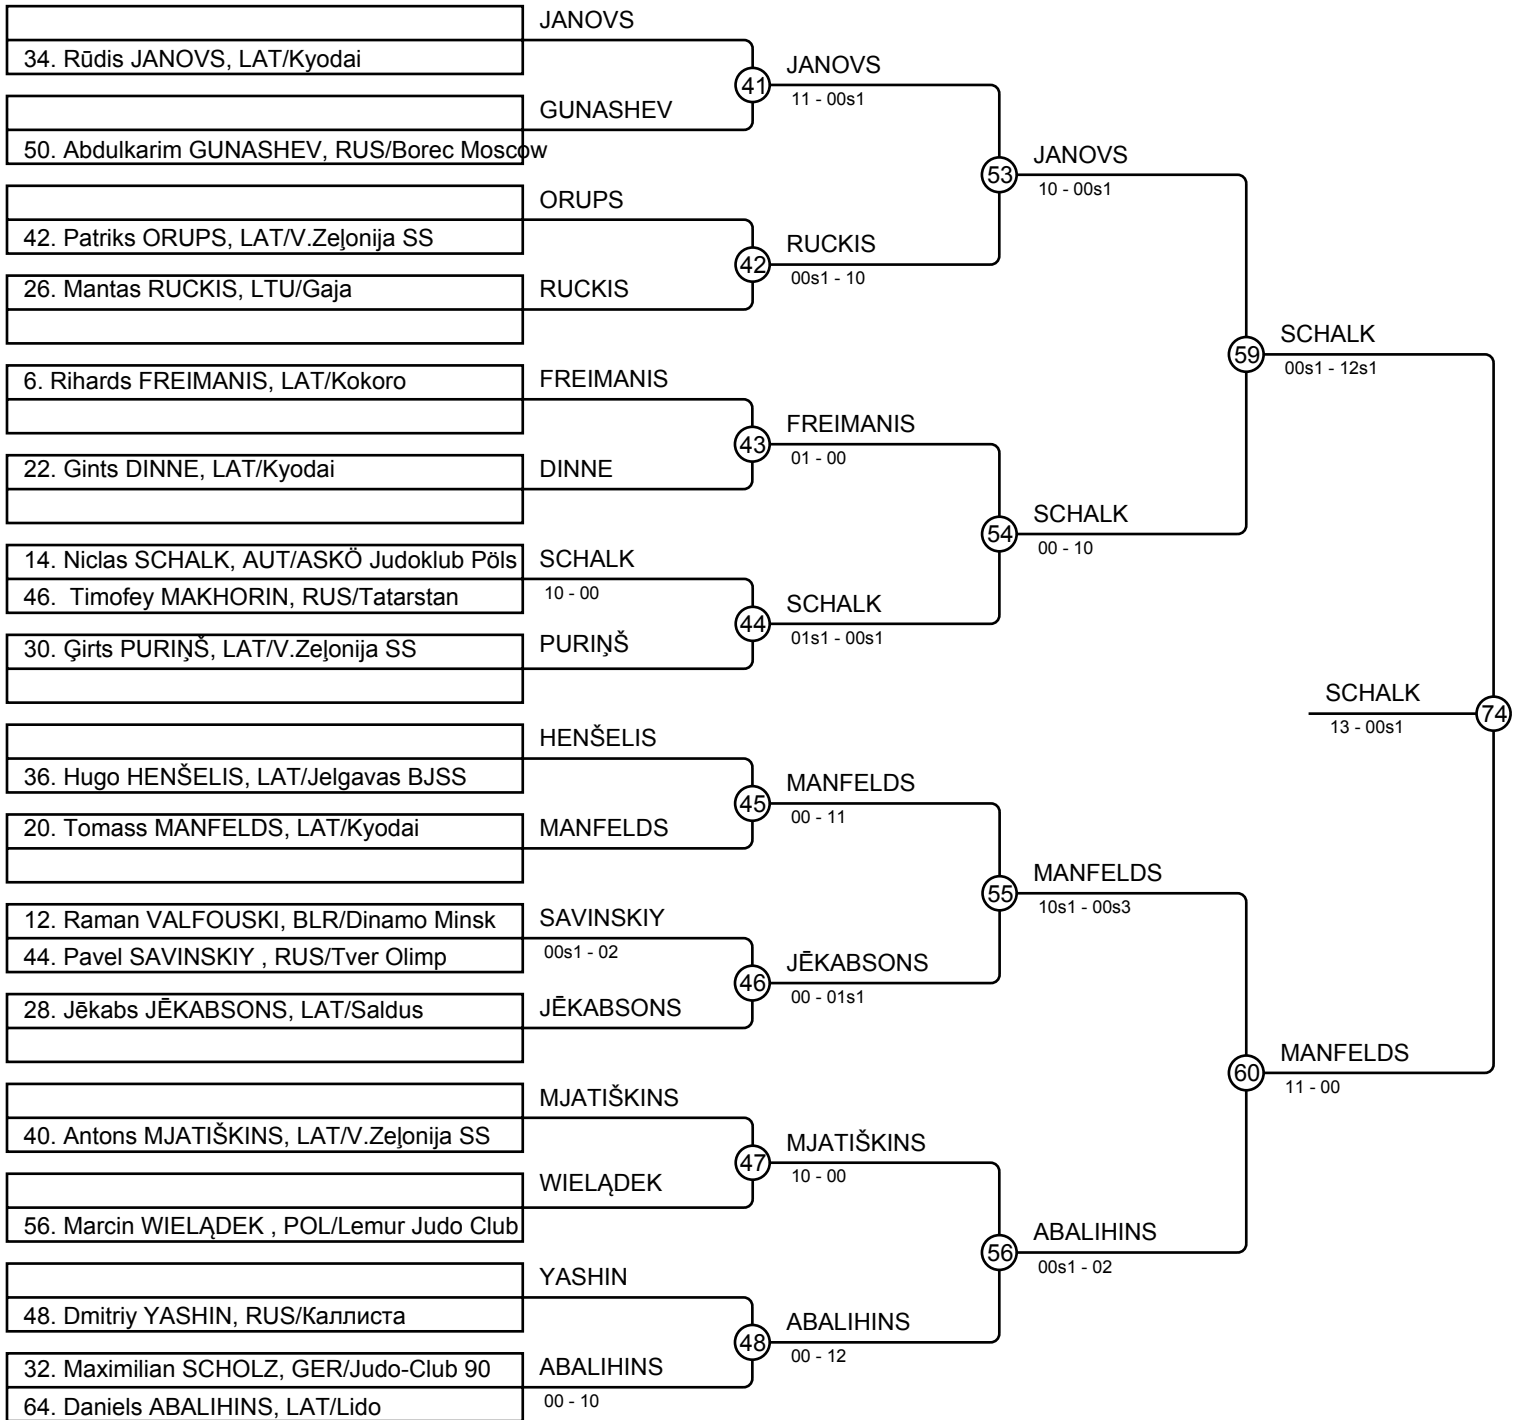 JANOVS
34. Rūdis JANOVS, LAT/Kyodai
JANOVS
41
11 - 00s1
GUNASHEV
50. Abdulkarim GUNASHEV, RUS/Borec Moscow
JANOVS
53
10 - 00s1
ORUPS
42. Patriks ORUPS, LAT/V.Zeļonija SS
RUCKIS
42
00s1 - 10
26. Mantas RUCKIS, LTU/Gaja
RUCKIS
SCHALK
59
00s1 - 12s1
6. Rihards FREIMANIS, LAT/Kokoro
FREIMANIS
FREIMANIS
43
01 - 00
22. Gints DINNE, LAT/Kyodai
DINNE
SCHALK
54
00 - 10
14. Niclas SCHALK, AUT/ASKÖ Judoklub Pöls
SCHALK
46. Timofey MAKHORIN, RUS/Tatarstan
10 - 00
SCHALK
44
01s1 - 00s1
30. Ģirts PURIŅŠ, LAT/V.Zeļonija SS
PURIŅŠ
SCHALK
74
13 - 00s1
HENŠELIS
36. Hugo HENŠELIS, LAT/Jelgavas BJSS
MANFELDS
45
00 - 11
20. Tomass MANFELDS, LAT/Kyodai
MANFELDS
MANFELDS
55
10s1 - 00s3
12. Raman VALFOUSKI, BLR/Dinamo Minsk
SAVINSKIY
44. Pavel SAVINSKIY , RUS/Tver Olimp
00s1 - 02
JĒKABSONS
46
00 - 01s1
28. Jēkabs JĒKABSONS, LAT/Saldus
JĒKABSONS
MANFELDS
60
11 - 00
MJATIŠKINS
40. Antons MJATIŠKINS, LAT/V.Zeļonija SS
MJATIŠKINS
47
10 - 00
WIELĄDEK
56. Marcin WIELĄDEK , POL/Lemur Judo Club
ABALIHINS
56
00s1 - 02
YASHIN
48. Dmitriy YASHIN, RUS/Каллиста
ABALIHINS
48
00 - 12
32. Maximilian SCHOLZ, GER/Judo-Club 90
ABALIHINS
64. Daniels ABALIHINS, LAT/Lido
00 - 10